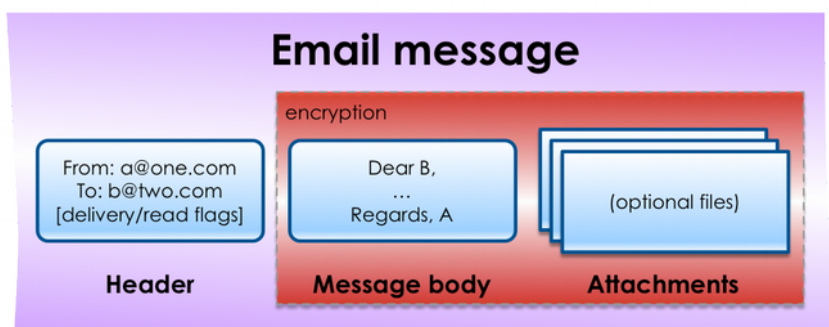 Email message
encryption
From: a@one.com
To: b@two.com
[delivery/read flags]
Dear B,
...
Regards, A
(optional files)
Header
Message body
Attachments